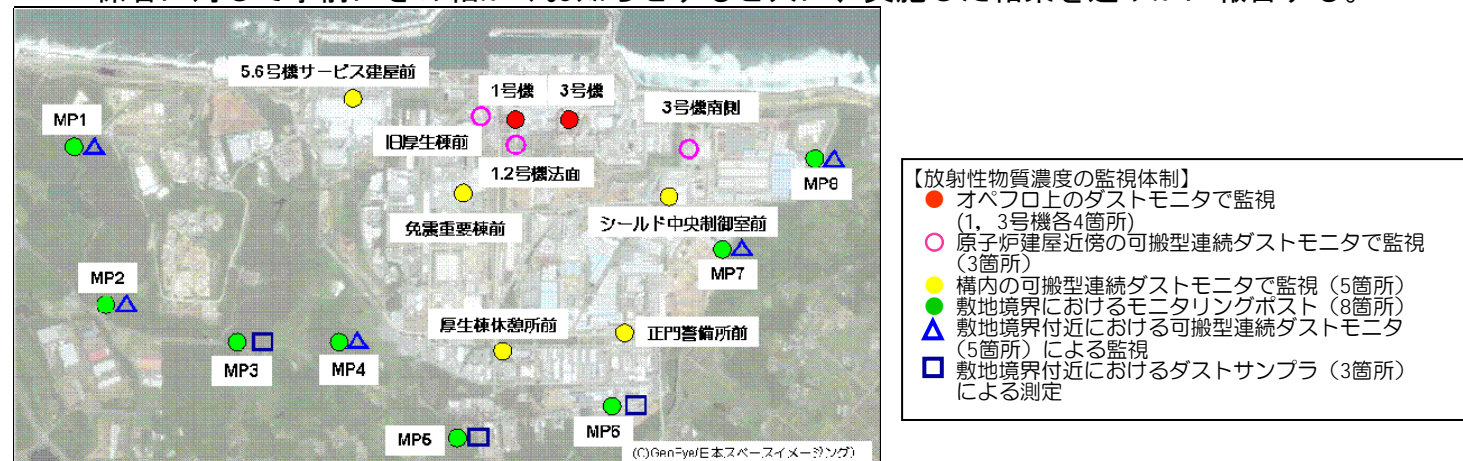 5.6号機サービス建屋前
1号機
3号機
3号機南側
MP1
旧厚生棟前
1.2号機法面
MP8
免震重要棟前
シールド中央制御室前
MP7
MP2
厚生棟休憩所前
正門警備所前
MP3
MP4
MP5
MP6
(C)GeoEye/日本スペースイメージング)
【放射性物質濃度の監視体制】
オペフロ上のダストモニタで監視
(1, 3号機各4箇所)
原子炉建屋近傍の可搬型連続ダストモニタで監視
(3箇所)
構内の可搬型連続ダストモニタで監視(5箇所)
敷地境界におけるモニタリングポスト(8箇所)
敷地境界付近における可搬型連続ダストモニタ
(5箇所)による監視
敷地境界付近におけるダストサンプラ(3箇所)
による測定